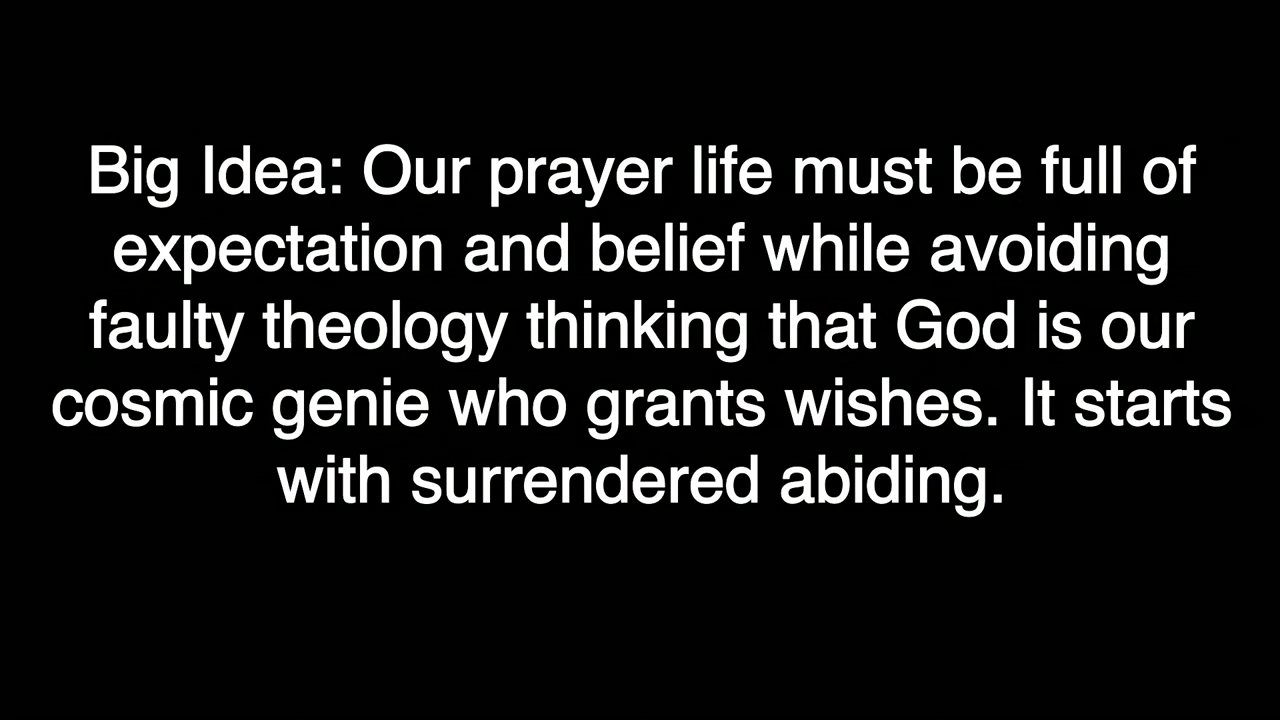 Big Idea: Our prayer life must be full of
expectation and belief while avoiding
faulty theology thinking that God is our
cosmic genie who grants wishes. It starts
with surrendered abiding.